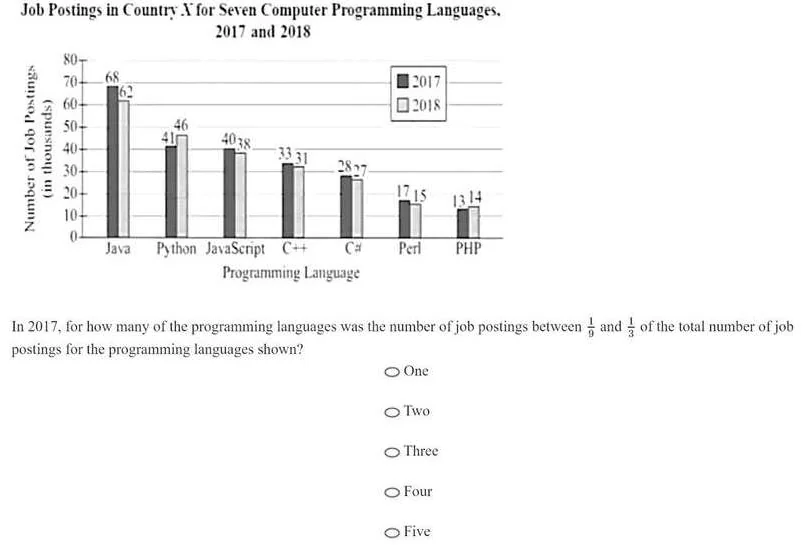 Job Postings in Country X for Seven Computer Programming Languages,
2017 and 2018
Number of Job Postings
(in thousands)
80
70
60
50
40
30
20
10
0
68
62
41
46
40
38
33
31
28
27
17
15
13
14
2017
2018
Java Python JavaScript C++ C# Perl PHP
Programming Language
In 2017, for how many of the programming languages was the number of job postings between 1/9 and 1/3 of the total number of job
postings for the programming languages shown?
One
Two
Three
Four
Five